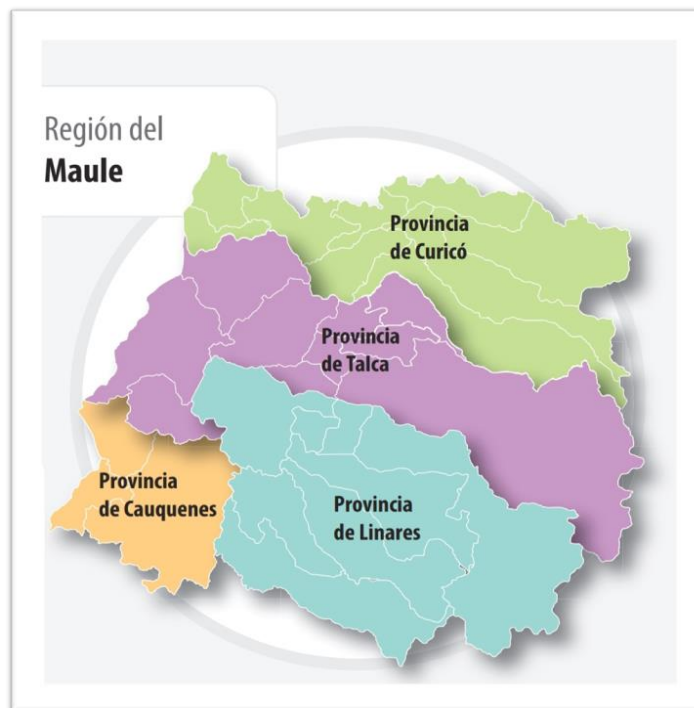 Región del
Maule
Provincia
de Curicó
Provincia
de Talca
Provincia
de Cauquenes
Provincia
de Linares